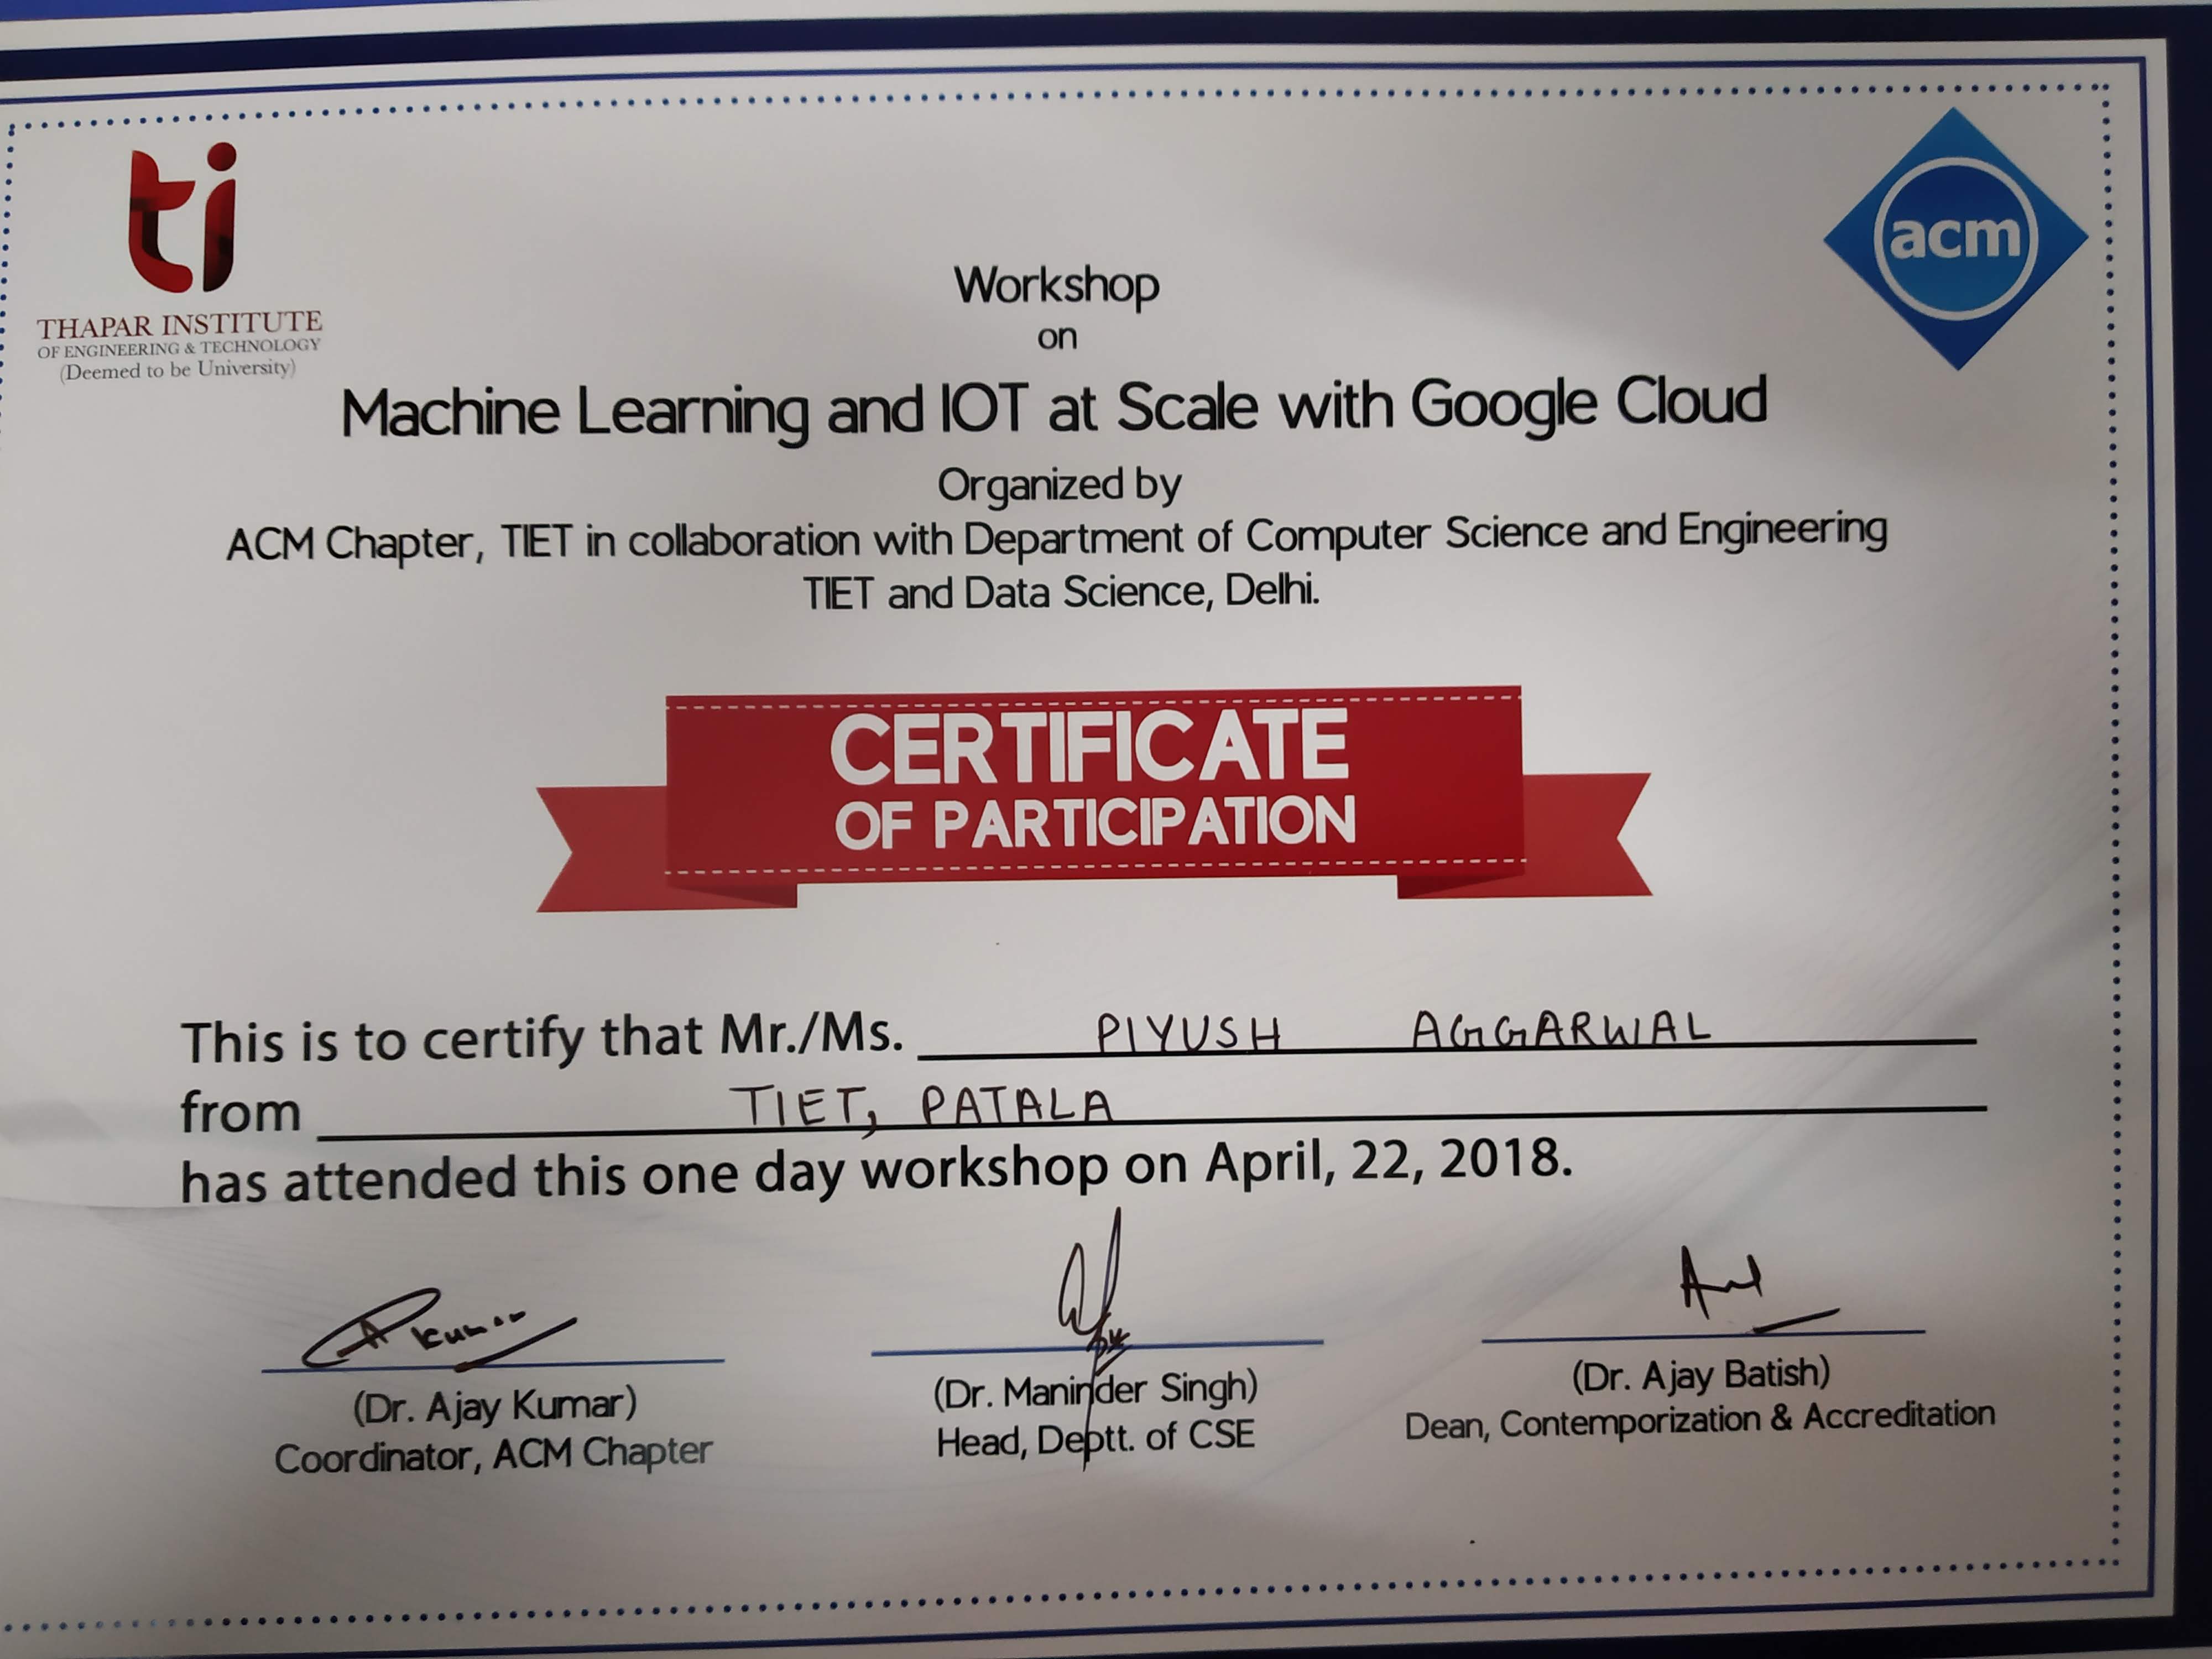 ti
THAPAR INSTITUTE
OF ENGINEERING & TECHNOLOGY
(Deemed to be University)
acm
Workshop
on
Machine Learning and IOT at Scale with Google Cloud
Organized by
ACM Chapter, TIET in collaboration with Department of Computer Science and Engineering
TIET and Data Science, Delhi.
CERTIFICATE
OF PARTICIPATION
This is to certify that Mr./Ms. PIYUSH AGGARWAL
from TIET, PATALA
has attended this one day workshop on April, 22, 2018.
A Kumar
(Dr. Ajay Kumar)
Coordinator, ACM Chapter
(Dr. Maninder Singh)
Head, Deptt. of CSE
(Dr. Ajay Batish)
Dean, Contemporization & Accreditation